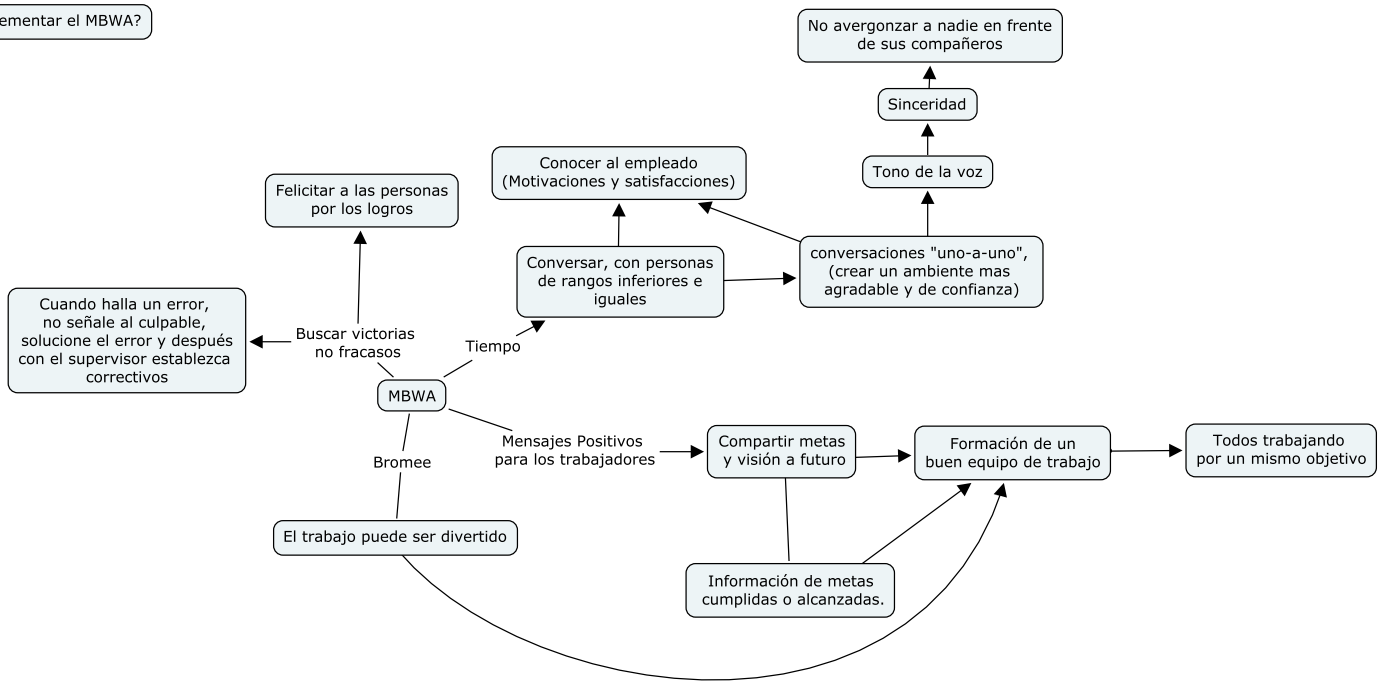 ementar el MBWA?
No avergonzar a nadie en frente
de sus compañeros
Sinceridad
Tono de la voz
Conocer al empleado
(Motivaciones y satisfacciones)
Felicitar a las personas
por los logros
conversaciones "uno-a-uno",
(crear un ambiente mas
agradable y de confianza)
Conversar, con personas
de rangos inferiores e
iguales
Cuando halla un error,
no señale al culpable,
solucione el error y después
con el supervisor establezca
correctivos
Buscar victorias
no fracasos
Tiempo
MBWA
Mensajes Positivos
para los trabajadores
Compartir metas
y visión a futuro
Formación de un
buen equipo de trabajo
Todos trabajando
por un mismo objetivo
Bromee
El trabajo puede ser divertido
Información de metas
cumplidas o alcanzadas.